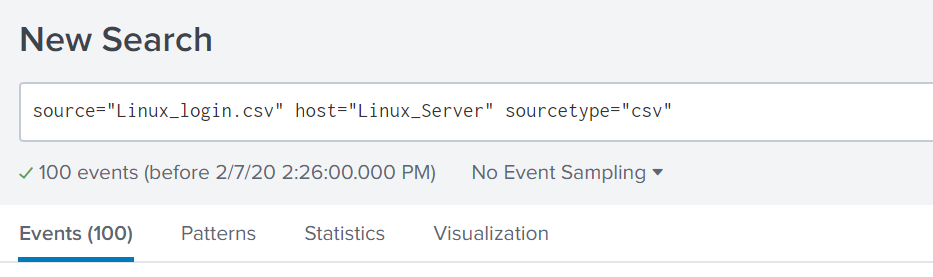 New Search
source="Linux_login.csv" host="Linux_Server" sourcetype="csv"
100 events (before 2/7/20 2:26:00.000 PM) No Event Sampling
Events (100) Patterns Statistics Visualization